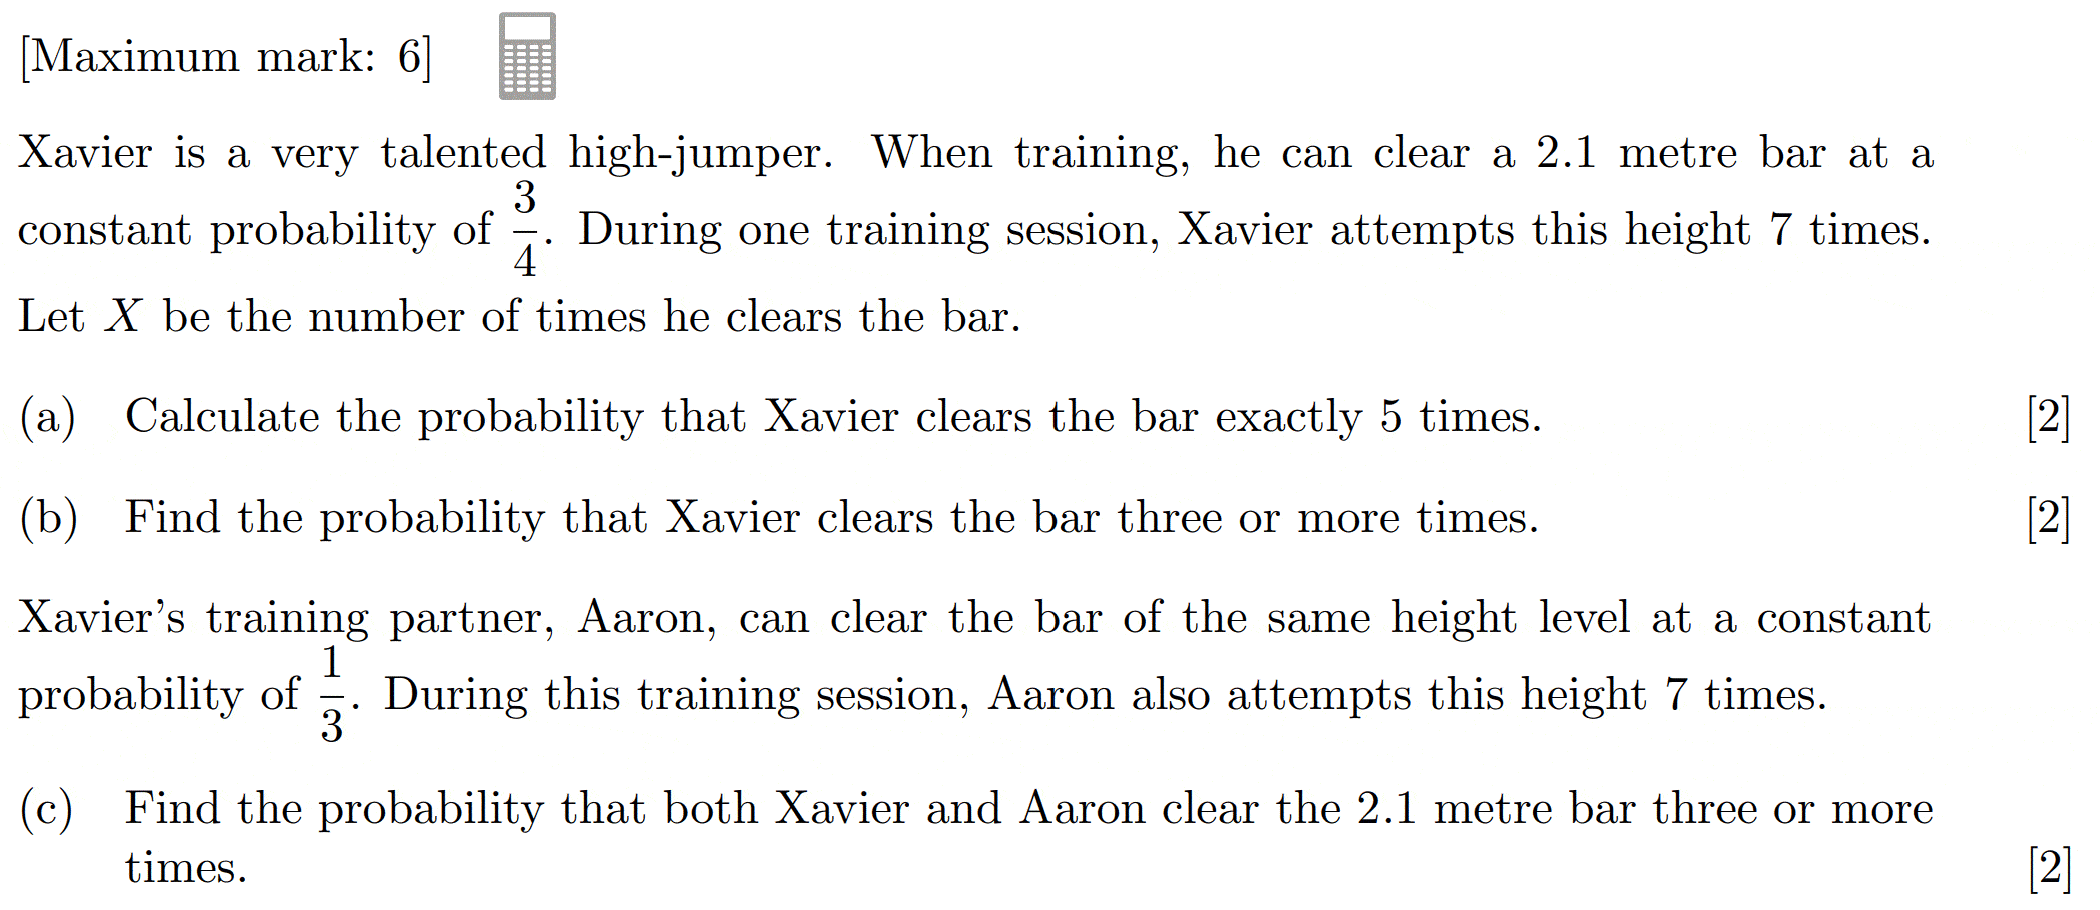 [Maximum mark: 6]
Xavier is a very talented high-jumper. When training, he can clear a 2.1 metre bar at a
constant probability of 3/4. During one training session, Xavier attempts this height 7 times.
Let X be the number of times he clears the bar.
(a) Calculate the probability that Xavier clears the bar exactly 5 times. [2]
(b) Find the probability that Xavier clears the bar three or more times. [2]
Xavier's training partner, Aaron, can clear the bar of the same height level at a constant
probability of 1/3. During this training session, Aaron also attempts this height 7 times.
(c) Find the probability that both Xavier and Aaron clear the 2.1 metre bar three or more
times. [2]